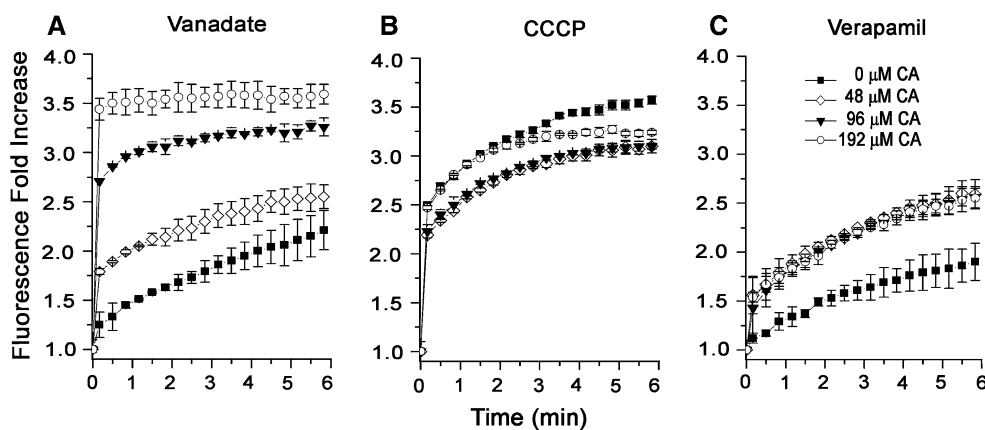 A Vanadate
B CCCP
C Verapamil
Fluorescence Fold Increase
4.0
3.5
3.0
2.5
2.0
1.5
1.0
0 1 2 3 4 5 6
4.0
3.5
3.0
2.5
2.0
1.5
1.0
0 1 2 3 4 5 6
4.0
3.5
3.0
2.5
2.0
1.5
1.0
0 1 2 3 4 5 6
0 μM CA
48 μM CA
96 μM CA
192 μM CA
Time (min)